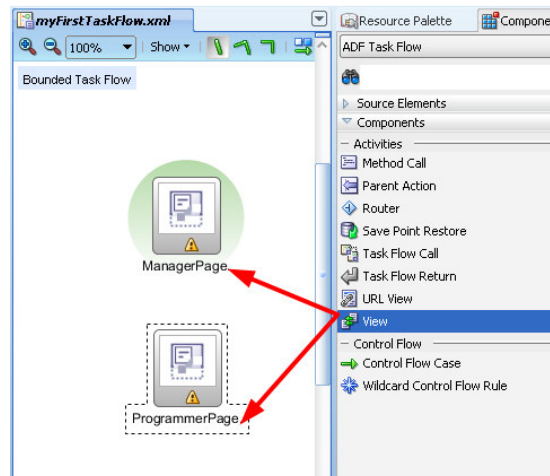 myFirstTaskFlow.xml
100%
Show
Bounded Task Flow
ManagerPage
ProgrammerPage
Resource Palette
Compone
ADF Task Flow
Source Elements
Components
Activities
Method Call
Parent Action
Router
Save Point Restore
Task Flow Call
Task Flow Return
URL View
View
Control Flow
Control Flow Case
Wildcard Control Flow Rule